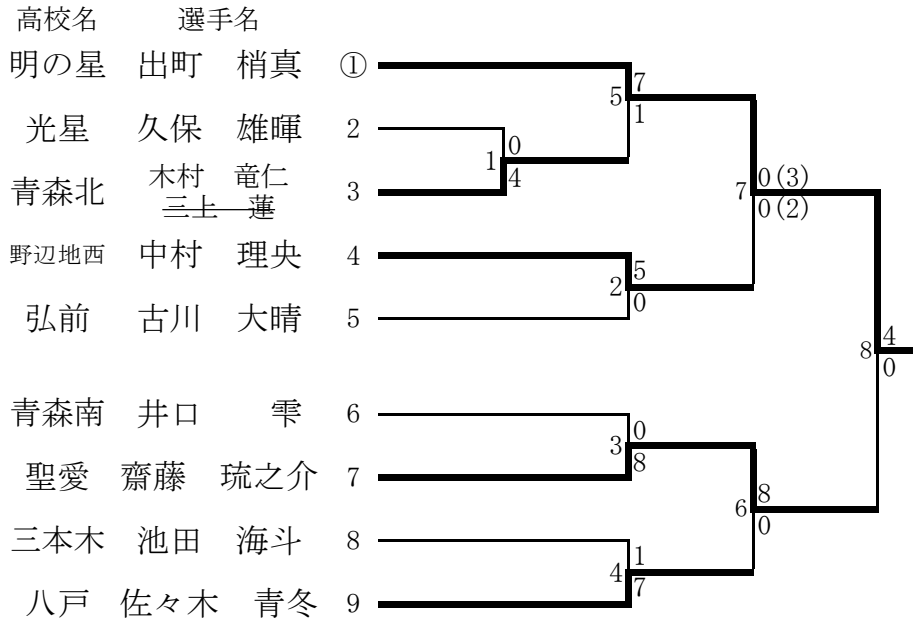 高校名 選手名
明の星 出町 梢真 ①
7
5
1
光星 久保 雄暉 2
0
1
4
青森北 木村 竜仁 3
三上 蓮
0(3)
7
0(2)
野辺地西 中村 理央 4
5
2
0
弘前 古川 大晴 5
4
8
0
青森南 井口 雫 6
0
3
8
聖愛 齋藤 琉之介 7
8
6
0
三本木 池田 海斗 8
1
4
7
八戸 佐々木 青冬 9